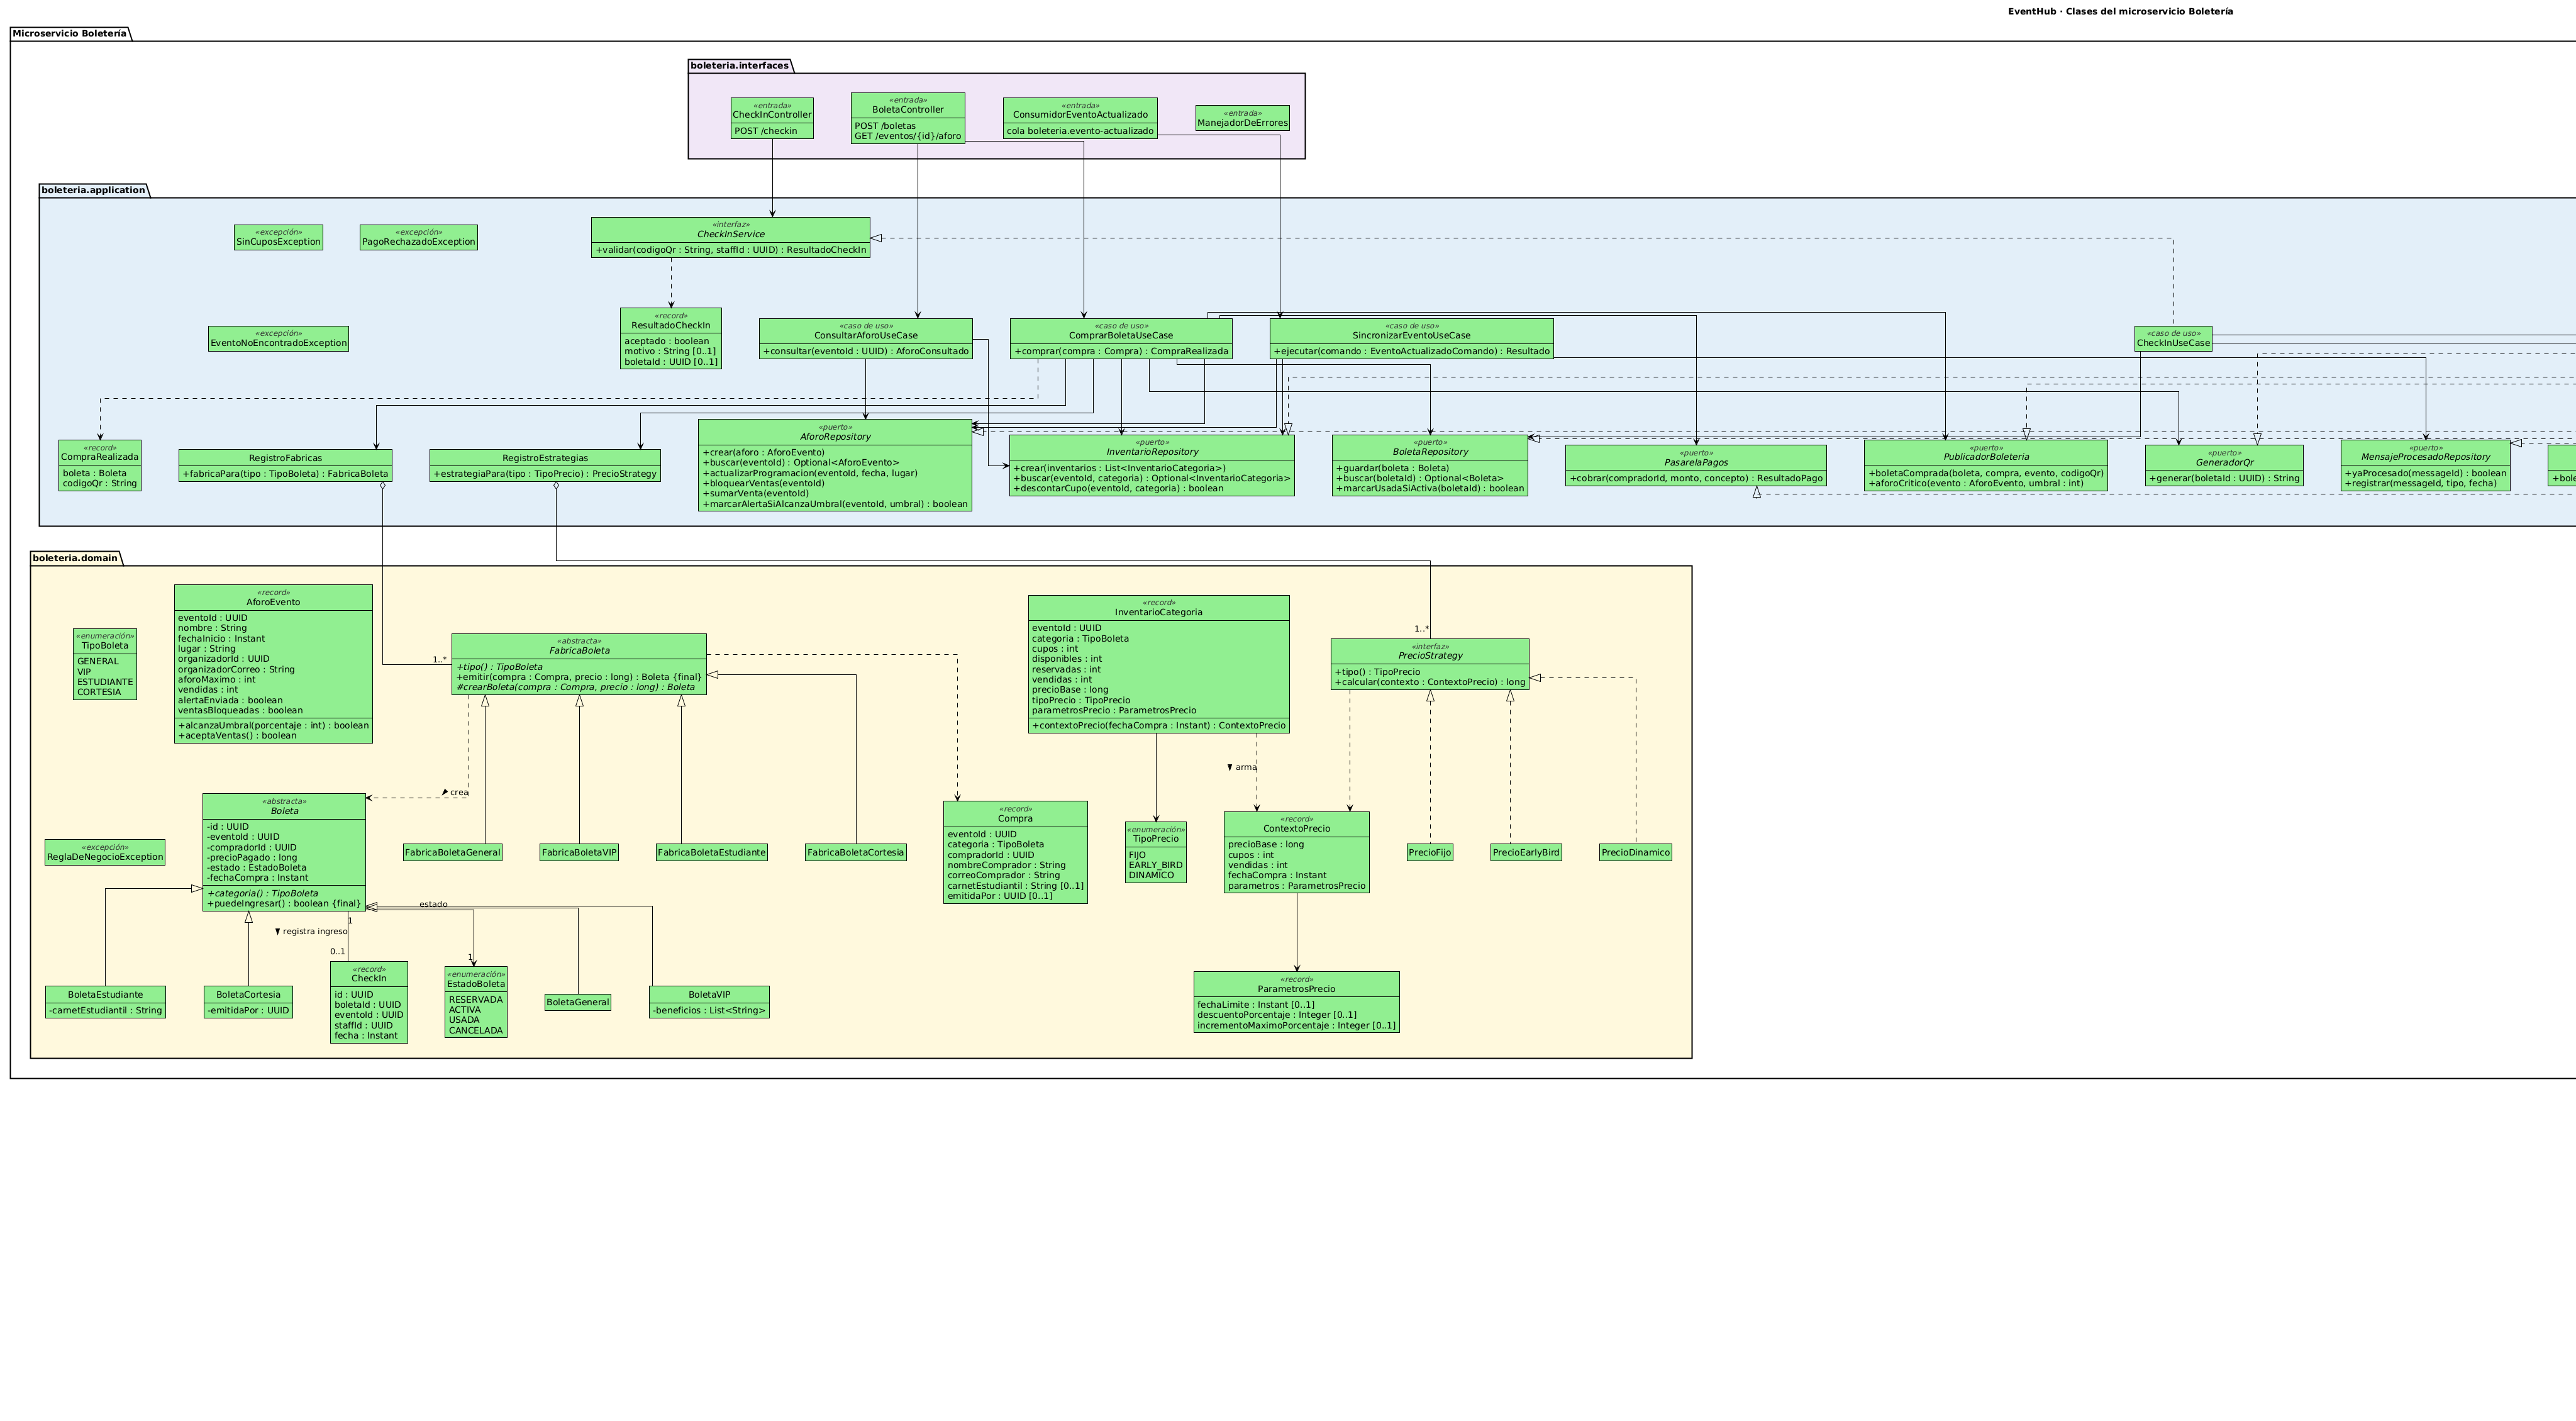 EventHub · Clases del microservicio Boletería
Microservicio Boletería
boleteria.interfaces
«entrada»
CheckInController
POST /checkin
«entrada»
BoletaController
POST /boletas
GET /eventos/{id}/aforo
«entrada»
ConsumidorEventoActualizado
cola boleteria.evento-actualizado
«entrada»
ManejadorDeErrores
boleteria.application
«excepción»
SinCuposException
«excepción»
PagoRechazadoException
«interfaz»
CheckInService
+validar(codigoQr : String, staffId : UUID) : ResultadoCheckIn
«excepción»
EventoNoEncontradoException
«record»
ResultadoCheckIn
aceptado : boolean
motivo : String [0..1]
boletaId : UUID [0..1]
«caso de uso»
ConsultarAforoUseCase
+consultar(eventoId : UUID) : AforoConsultado
«caso de uso»
ComprarBoletaUseCase
+comprar(compra : Compra) : CompraRealizada
«caso de uso»
SincronizarEventoUseCase
+ejecutar(comando : EventoActualizadoComando) : Resultado
«caso de uso»
CheckInUseCase
«record»
CompraRealizada
boleta : Boleta
codigoQr : String
RegistroFabricas
+fabricaPara(tipo : TipoBoleta) : FabricaBoleta
RegistroEstrategias
+estrategiaPara(tipo : TipoPrecio) : PrecioStrategy
«puerto»
AforoRepository
+crear(aforo : AforoEvento)
+buscar(eventoId) : Optional<AforoEvento>
+actualizarProgramacion(eventoId, fecha, lugar)
+bloquearVentas(eventoId)
+sumarVenta(eventoId)
+marcarAlertaSiAlcanzaUmbral(eventoId, umbral) : boolean
«puerto»
InventarioRepository
+crear(inventarios : List<InventarioCategoria>)
+buscar(eventoId, categoria) : Optional<InventarioCategoria>
+descontarCupo(eventoId, categoria) : boolean
«puerto»
BoletaRepository
+guardar(boleta : Boleta)
+buscar(boletaId) : Optional<Boleta>
+marcarUsadaSiActiva(boletaId) : boolean
«puerto»
PasarelaPagos
+cobrar(compradorId, monto, concepto) : ResultadoPago
«puerto»
PublicadorBoleteria
+boletaComprada(boleta, compra, evento, codigoQr)
+aforoCritico(evento : AforoEvento, umbral : int)
«puerto»
GeneradorQr
+generar(boletaId : UUID) : String
«puerto»
MensajeProcesadoRepository
+yaProcesado(messageId) : boolean
+registrar(messageId, tipo, fecha)
+bole
boleteria.domain
«enumeración»
TipoBoleta
GENERAL
VIP
ESTUDIANTE
CORTESIA
«record»
AforoEvento
eventoId : UUID
nombre : String
fechaInicio : Instant
lugar : String
organizadorId : UUID
organizadorCorreo : String
aforoMaximo : int
vendidas : int
alertaEnviada : boolean
ventasBloqueadas : boolean
+alcanzaUmbral(porcentaje : int) : boolean
+aceptaVentas() : boolean
1..*
«abstracta»
FabricaBoleta
+tipo() : TipoBoleta
+emitir(compra : Compra, precio : long) : Boleta {final}
#crearBoleta(compra : Compra, precio : long) : Boleta
«record»
InventarioCategoria
eventoId : UUID
categoria : TipoBoleta
cupos : int
disponibles : int
reservadas : int
vendidas : int
precioBase : long
tipoPrecio : TipoPrecio
parametrosPrecio : ParametrosPrecio
+contextoPrecio(fechaCompra : Instant) : ContextoPrecio
1..*
«interfaz»
PrecioStrategy
+tipo() : TipoPrecio
+calcular(contexto : ContextoPrecio) : long
arma
crea
«excepción»
ReglaDeNegocioException
«abstracta»
Boleta
-id : UUID
-eventoId : UUID
-compradorId : UUID
-precioPagado : long
-estado : EstadoBoleta
-fechaCompra : Instant
+categoria() : TipoBoleta
+puedeIngresar() : boolean {final}
FabricaBoletaGeneral
FabricaBoletaVIP
FabricaBoletaEstudiante
FabricaBoletaCortesia
«record»
Compra
eventoId : UUID
categoria : TipoBoleta
compradorId : UUID
nombreComprador : String
correoComprador : String
carnetEstudiantil : String [0..1]
emitidaPor : UUID [0..1]
«enumeración»
TipoPrecio
FIJO
EARLY_BIRD
DINAMICO
«record»
ContextoPrecio
precioBase : long
cupos : int
vendidas : int
fechaCompra : Instant
parametros : ParametrosPrecio
PrecioFijo
PrecioEarlyBird
PrecioDinamico
estado
1
registra ingreso
0..1
1
BoletaEstudiante
-carnetEstudiantil : String
BoletaCortesia
-emitidaPor : UUID
«record»
CheckIn
id : UUID
boletaId : UUID
eventoId : UUID
staffId : UUID
fecha : Instant
«enumeración»
EstadoBoleta
RESERVADA
ACTIVA
USADA
CANCELADA
BoletaGeneral
BoletaVIP
-beneficios : List<String>
«record»
ParametrosPrecio
fechaLimite : Instant [0..1]
descuentoPorcentaje : Integer [0..1]
incrementoMaximoPorcentaje : Integer [0..1]